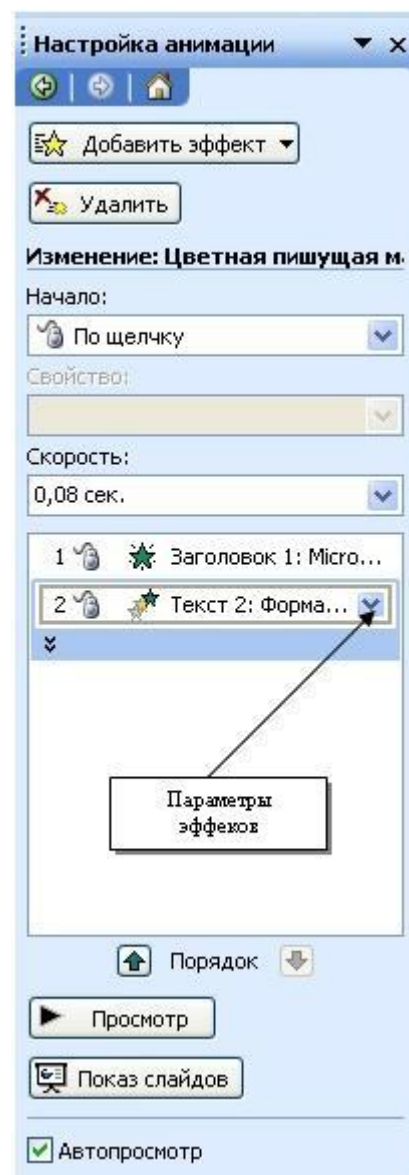 Настройка анимации
Добавить эффект
Удалить
Изменение: Цветная пишущая м
Начало:
По щелчку
Свойство:
Скорость:
0,08 сек.
1 Заголовок 1: Micro...
2 Текст 2: Форма...
Параметры
эффеков
Порядок
Просмотр
Показ слайдов
Автопросмотр